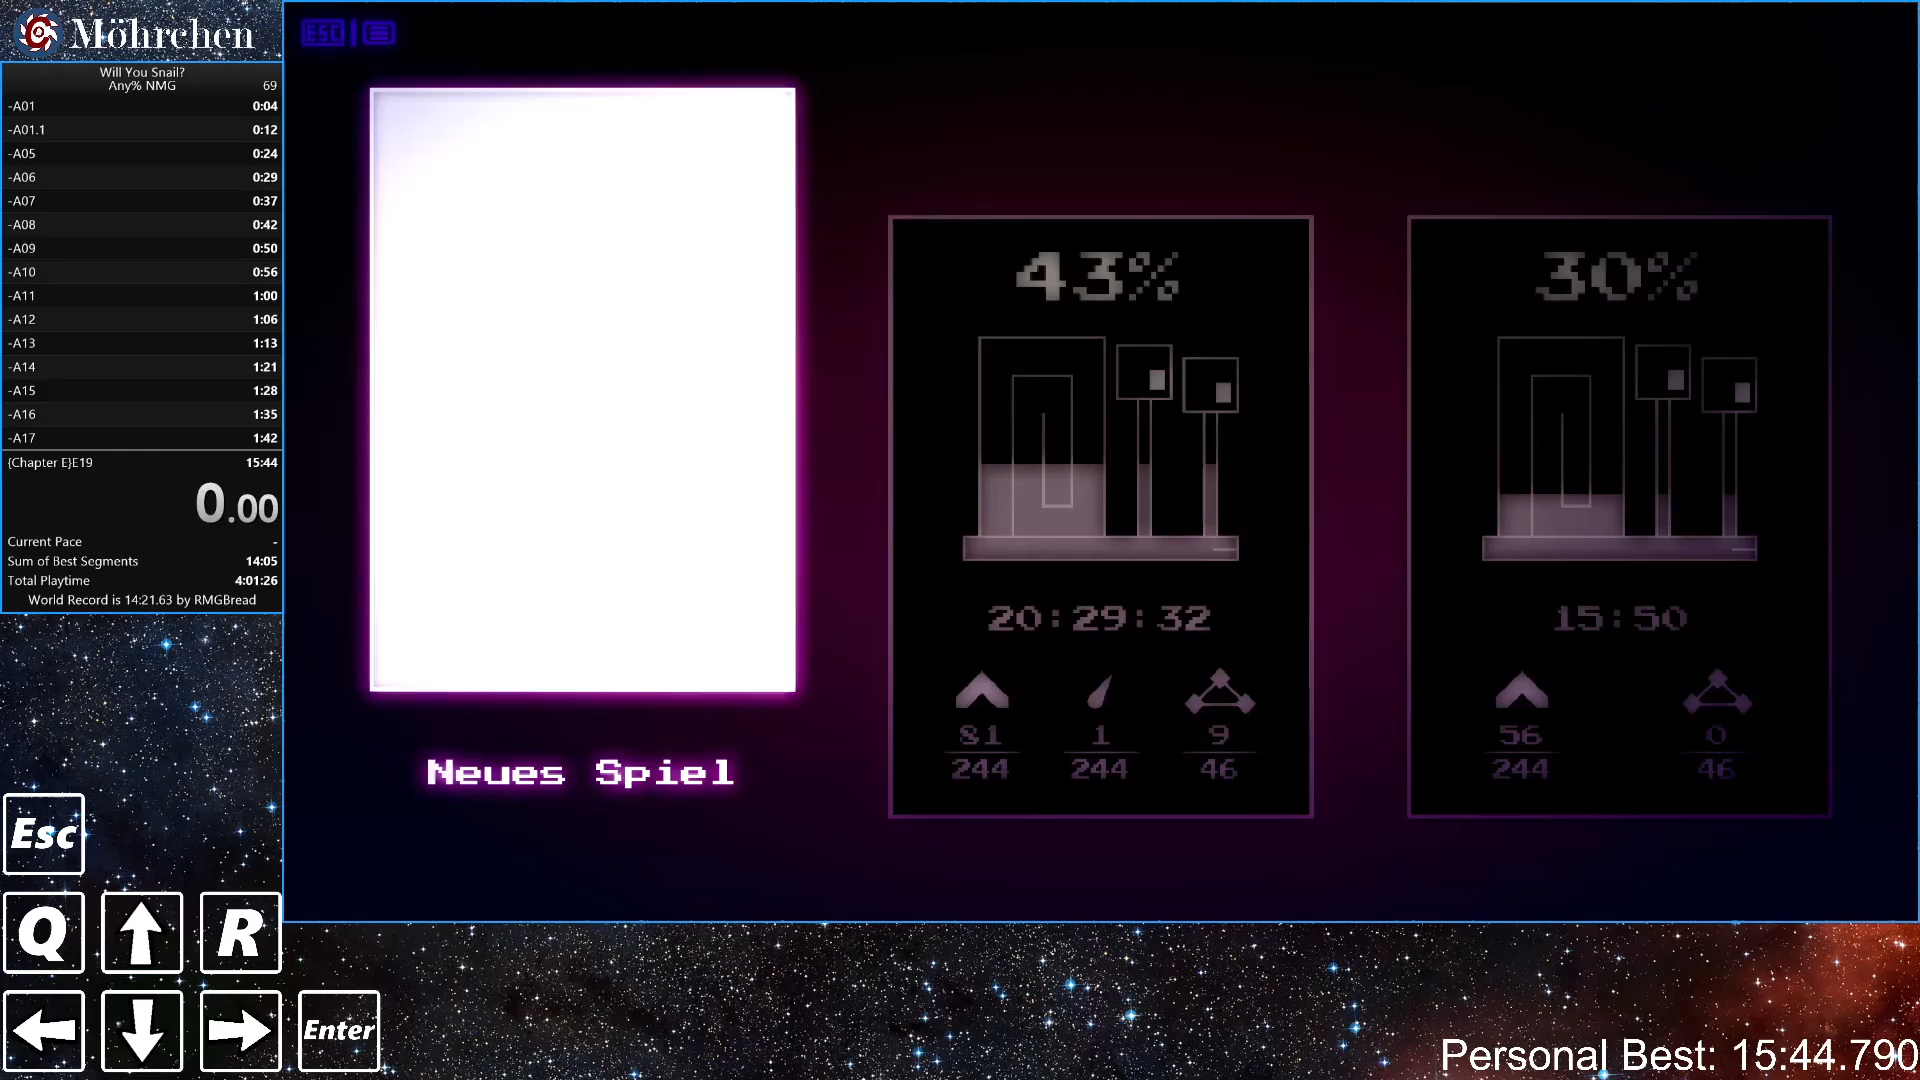 Möhrchen
Will You Snail?
Any% NMG 69
-A01 0:04
-A01.1 0:12
-A05 0:24
-A06 0:29
-A07 0:37
-A08 0:42
-A09 0:50
-A10 0:56
-A11 1:00
-A12 1:06
-A13 1:13
-A14 1:21
-A15 1:28
-A16 1:35
-A17 1:42
{Chapter E}E19 15:44
0.00
Current Pace -
Sum of Best Segments 14:05
Total Playtime 4:01:26
World Record is 14:21.63 by RMGBread
ESC
Neues Spiel
43%
20:29:32
81 1 9
244 244 46
30%
15:50
56 0
244 46
Esc
Q R
Enter
Personal Best: 15:44.790